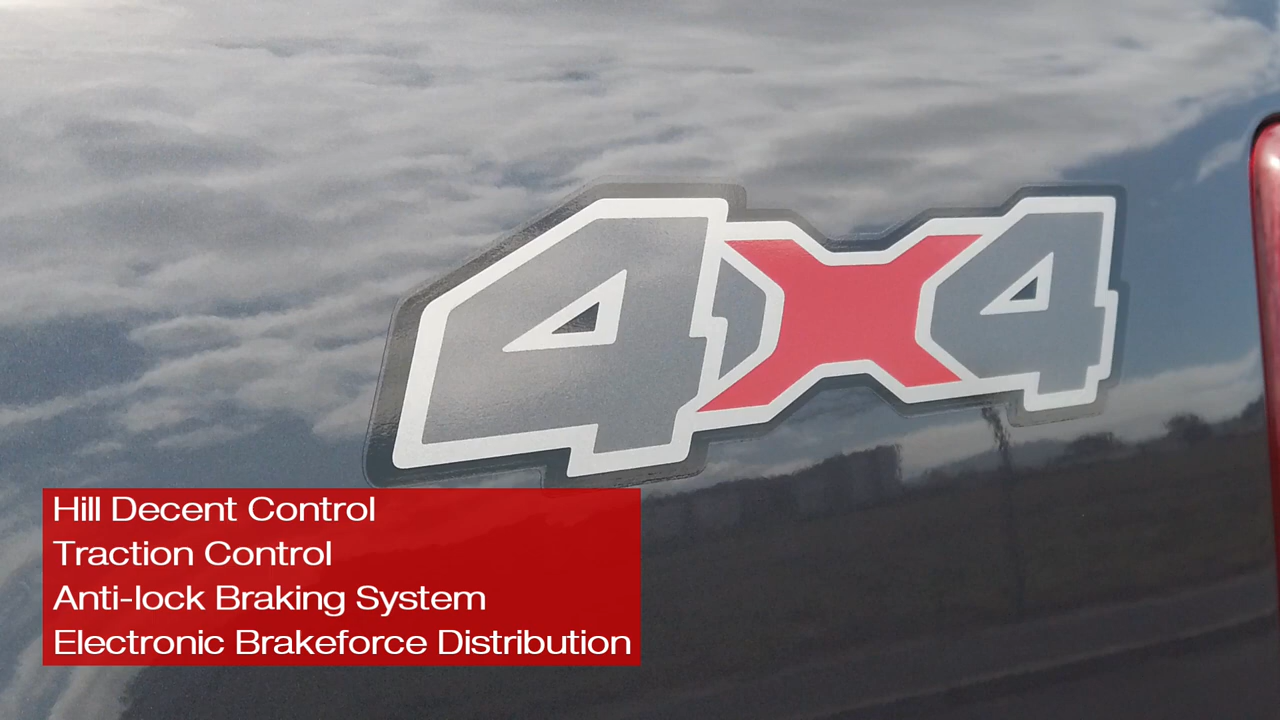 4x4
Hill Decent Control
Traction Control
Anti-lock Braking System
Electronic Brakeforce Distribution